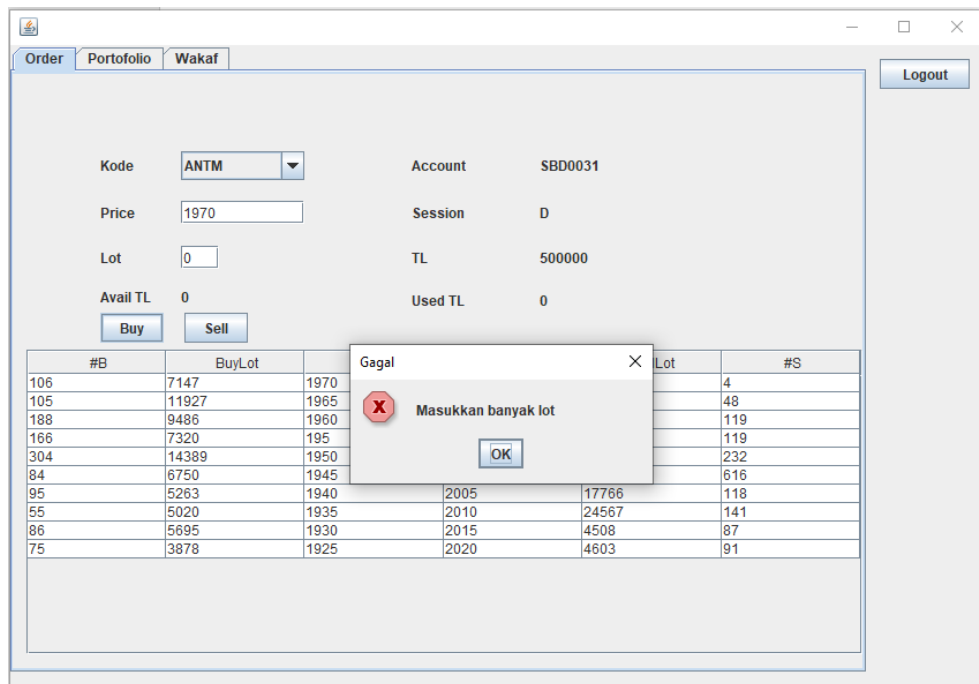 Order Portofolio Wakaf
Logout
Kode ANTM Account SBD0031
Price 1970 Session D
Lot 0 TL 500000
Avail TL 0 Used TL 0
Buy Sell
#B BuyLot Lot #S
106 7147 1970 4
105 11927 1965 48
188 9486 1960 119
166 7320 195 119
304 14389 1950 232
84 6750 1945 616
95 5263 1940 2005 17766 118
55 5020 1935 2010 24567 141
86 5695 1930 2015 4508 87
75 3878 1925 2020 4603 91
Gagal
Masukkan banyak lot
OK